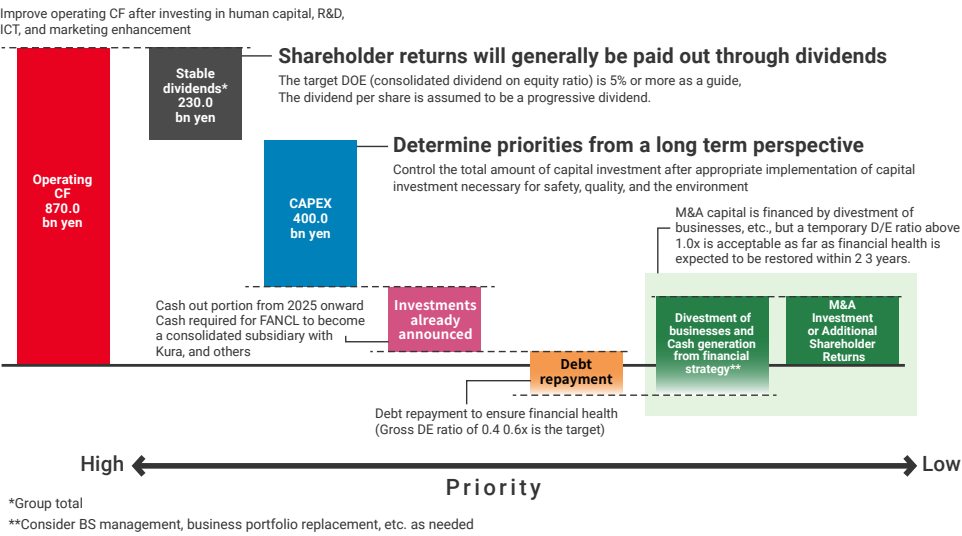 Improve operating CF after investing in human capital, R&D,
ICT, and marketing enhancement
Operating
CF
870.0
bn yen
Stable
dividends*
230.0
bn yen
Shareholder returns will generally be paid out through dividends
The target DOE (consolidated dividend on equity ratio) is 5% or more as a guide,
The dividend per share is assumed to be a progressive dividend.
CAPEX
400.0
bn yen
Determine priorities from a long term perspective
Control the total amount of capital investment after appropriate implementation of capital
investment necessary for safety, quality, and the environment
Cash out portion from 2025 onward
Cash required for FANCL to become
a consolidated subsidiary with
Kura, and others
Investments
already
announced
Debt
repayment
Debt repayment to ensure financial health
(Gross DE ratio of 0.4 0.6x is the target)
M&A capital is financed by divestment of
businesses, etc., but a temporary D/E ratio above
1.0x is acceptable as far as financial health is
expected to be restored within 2 3 years.
Divestment of
businesses and
Cash generation
from financial
strategy**
M&A
Investment
or Additional
Shareholder
Returns
High
Low
Priority
*Group total
**Consider BS management, business portfolio replacement, etc. as needed